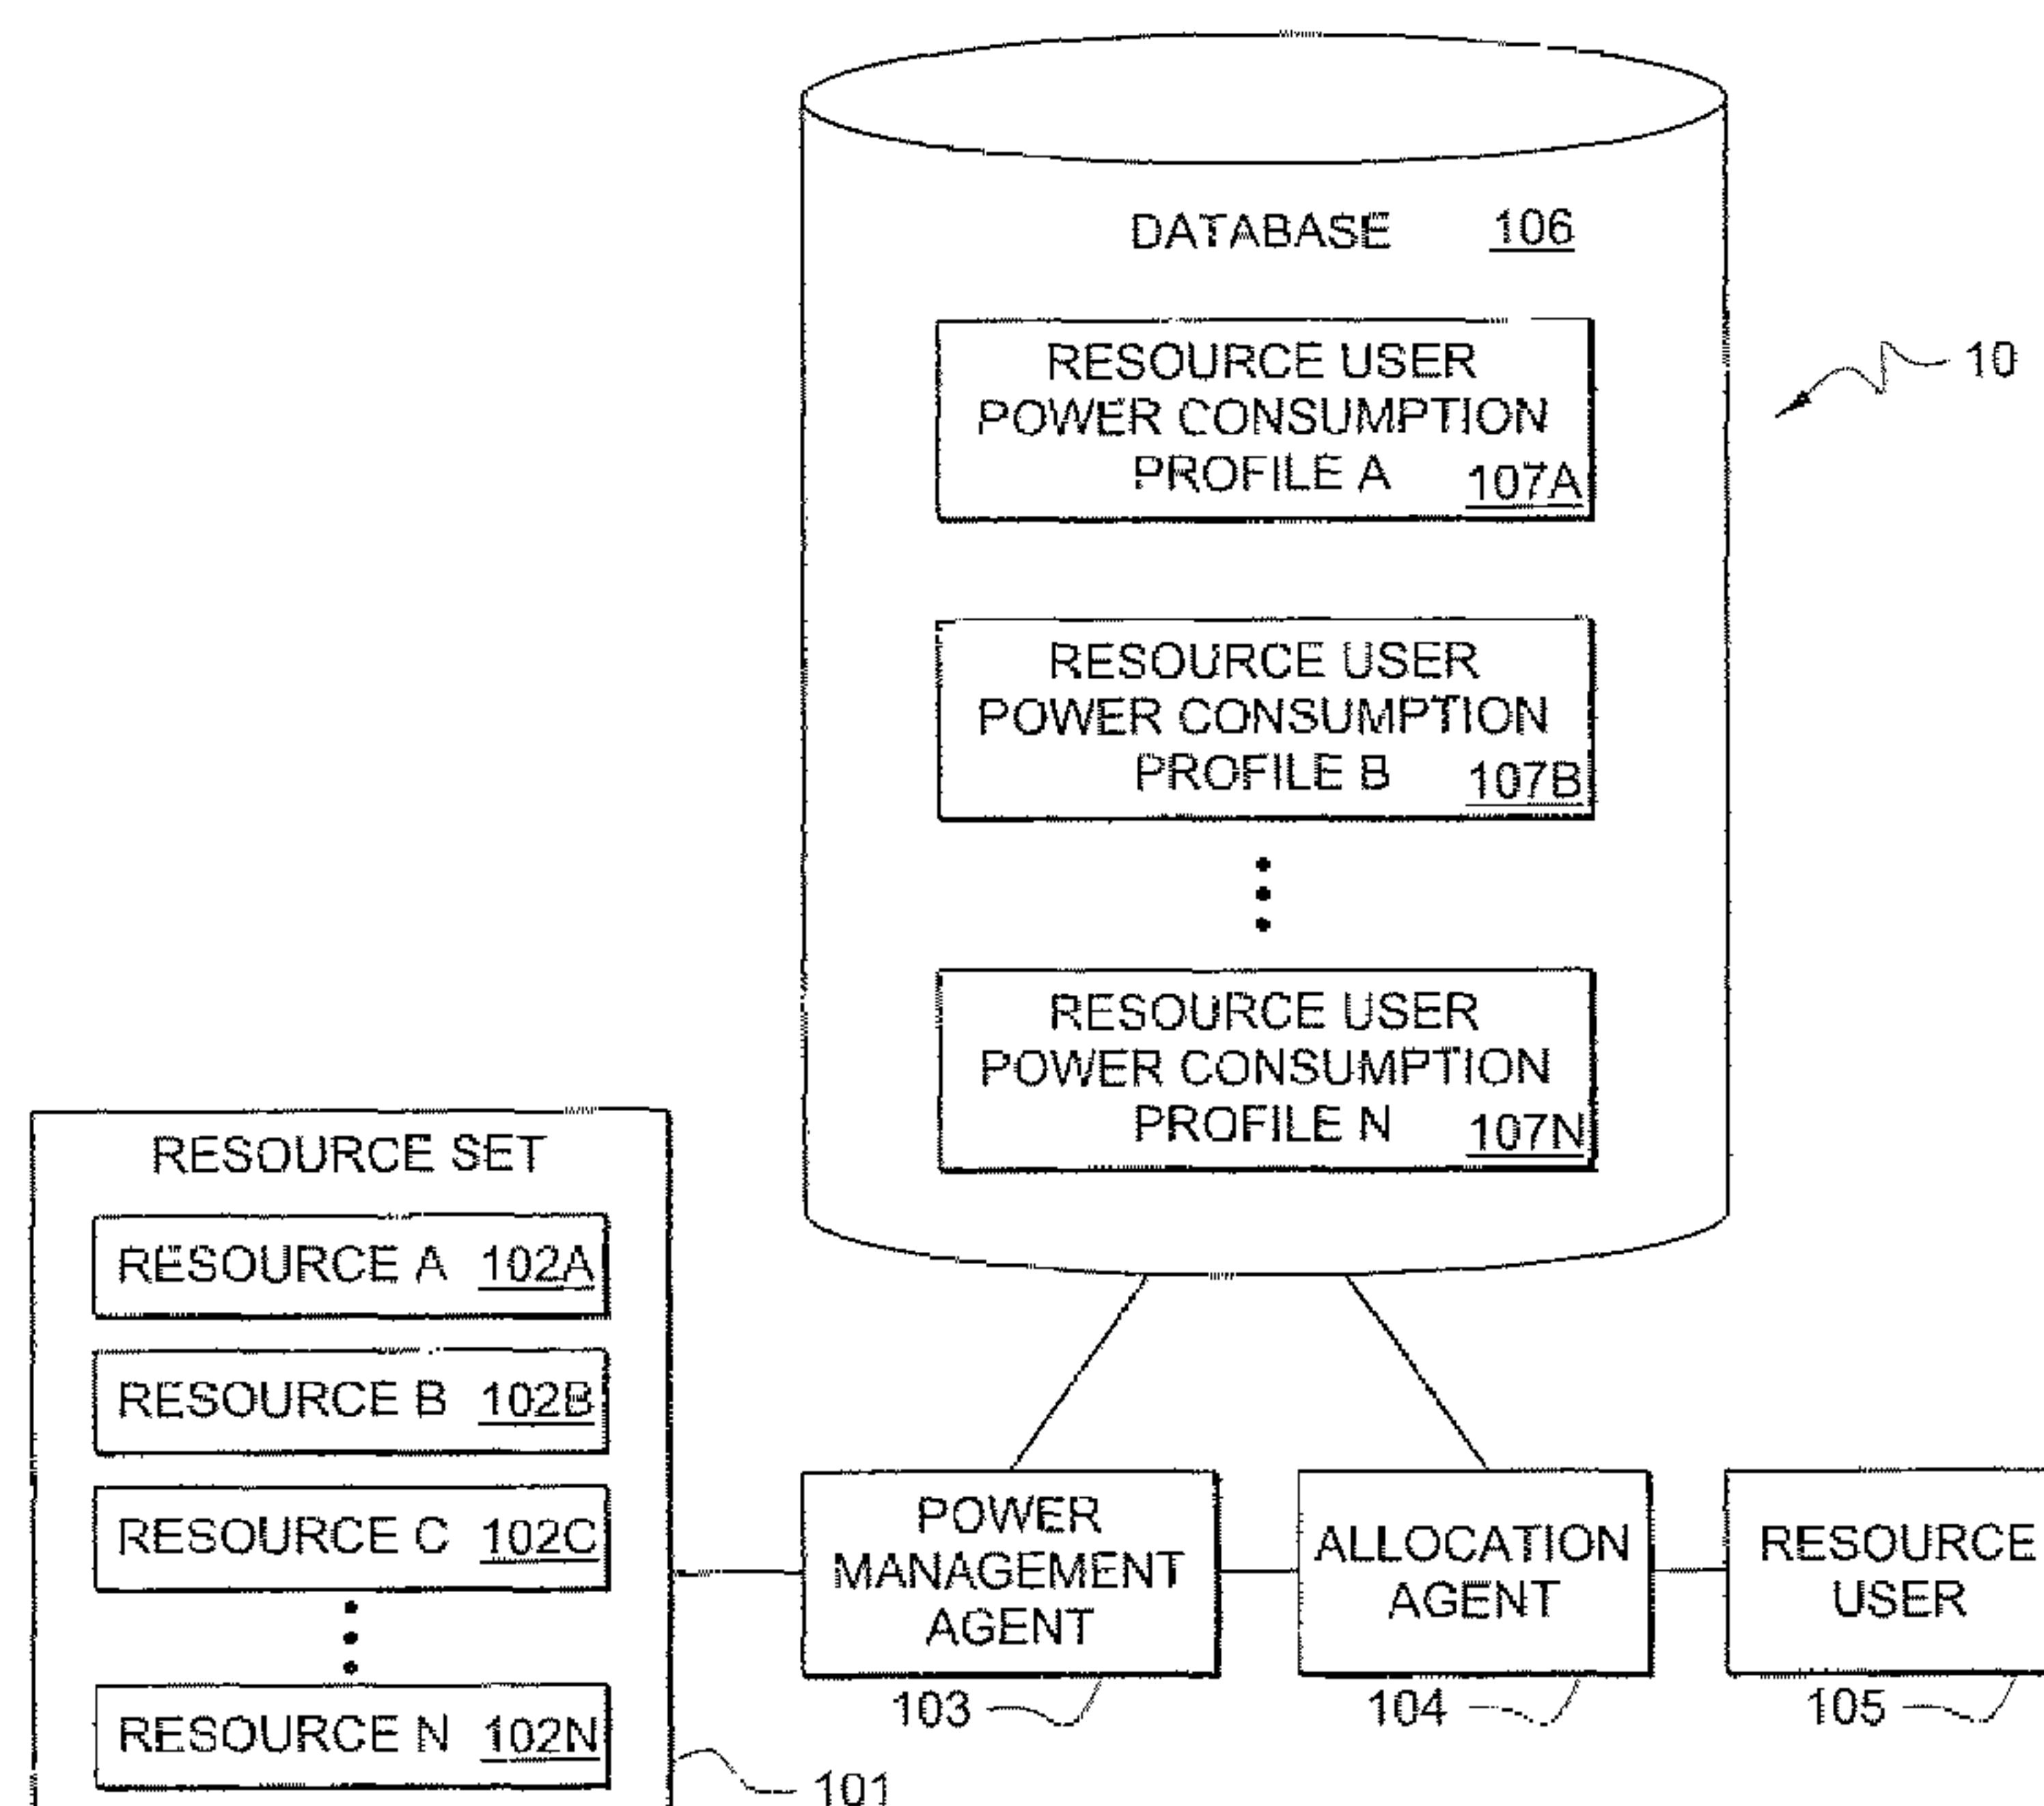 DATABASE 106
10
RESOURCE USER
POWER CONSUMPTION
PROFILE A 107A
RESOURCE USER
POWER CONSUMPTION
PROFILE B 107B
RESOURCE USER
POWER CONSUMPTION
PROFILE N 107N
RESOURCE SET
RESOURCE A 102A
RESOURCE B 102B
RESOURCE C 102C
RESOURCE N 102N
101
POWER
MANAGEMENT
AGENT
103
ALLOCATION
AGENT
104
RESOURCE
USER
105